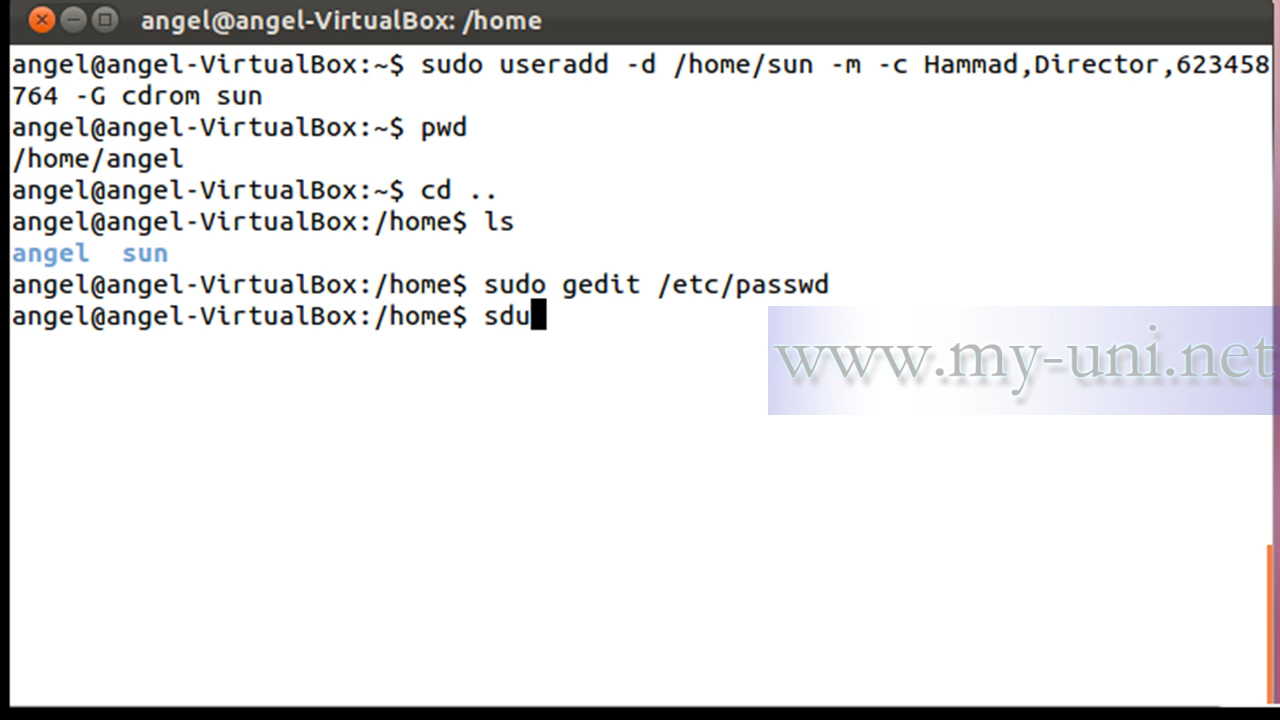 angel@angel-VirtualBox: /home
angel@angel-VirtualBox:~$ sudo useradd -d /home/sun -m -c Hammad,Director,623458
764 -G cdrom sun
angel@angel-VirtualBox:~$ pwd
/home/angel
angel@angel-VirtualBox:~$ cd ..
angel@angel-VirtualBox:/home$ ls
angel  sun
angel@angel-VirtualBox:/home$ sudo gedit /etc/passwd
angel@angel-VirtualBox:/home$ sdu
www.my-uni.net